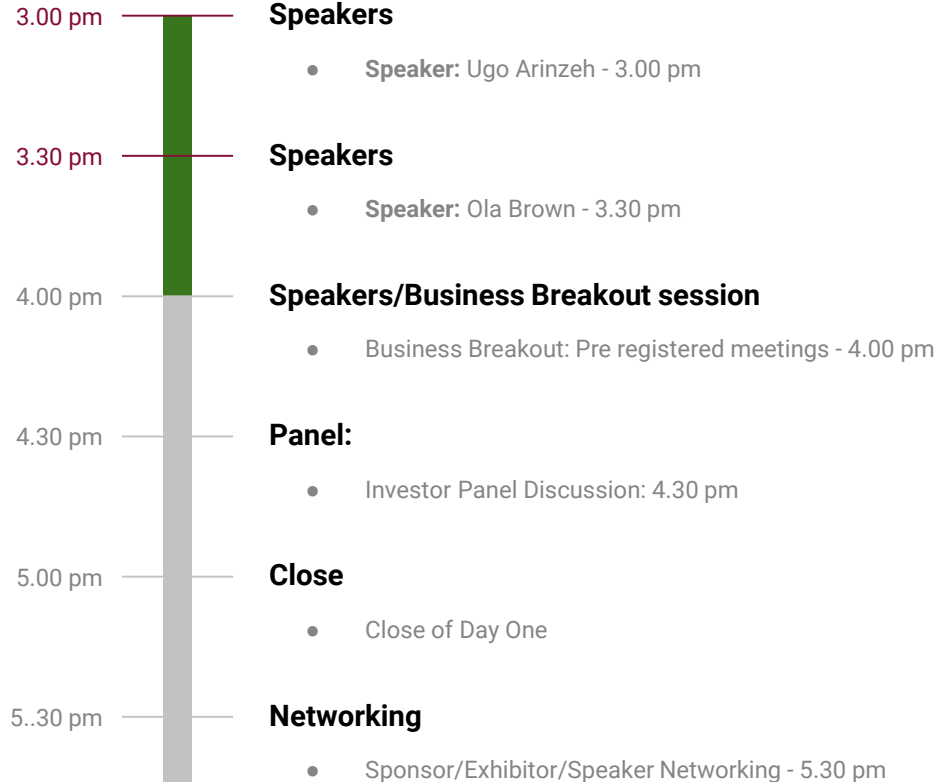 3.00 pm Speakers
● Speaker: Ugo Arinzeh - 3.00 pm
3.30 pm Speakers
● Speaker: Ola Brown - 3.30 pm
4.00 pm Speakers/Business Breakout session
● Business Breakout: Pre registered meetings - 4.00 pm
4.30 pm Panel:
● Investor Panel Discussion: 4.30 pm
5.00 pm Close
● Close of Day One
5..30 pm Networking
● Sponsor/Exhibitor/Speaker Networking - 5.30 pm